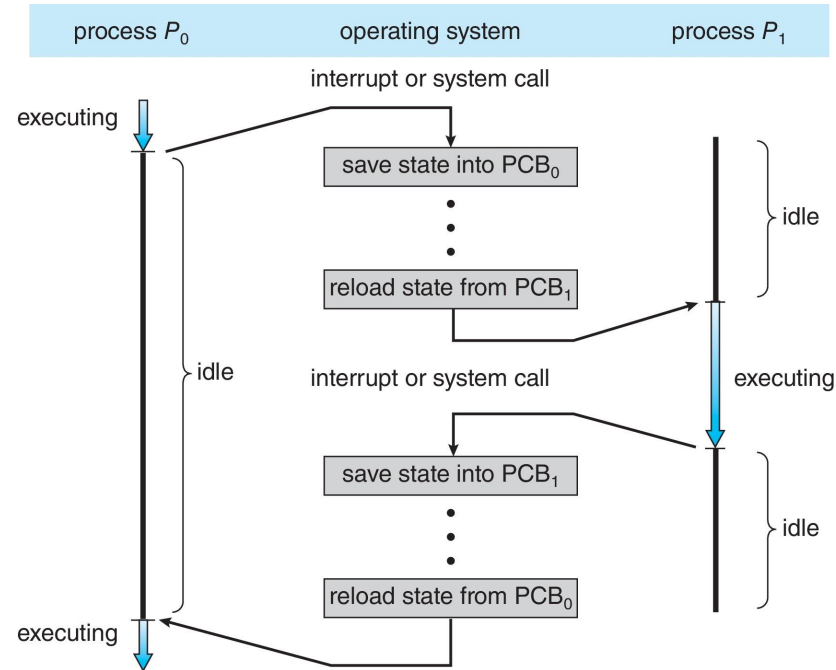 process P₀
operating system
process P₁
interrupt or system call
executing
save state into PCB₀
idle
reload state from PCB₁
idle
interrupt or system call
executing
save state into PCB₁
idle
reload state from PCB₀
executing